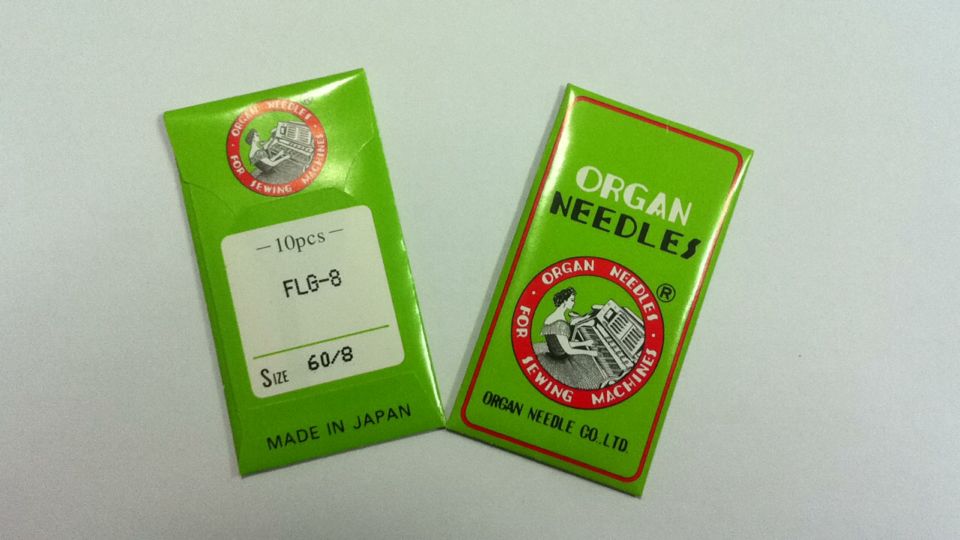 ORGAN NEEDLES
FOR SEWING MACHINES
-10pcs-
FLG-8
SIZE 60/8
MADE IN JAPAN
ORGAN
NEEDLES
ORGAN NEEDLES
®
FOR SEWING MACHINES
ORGAN NEEDLE CO.,LTD.